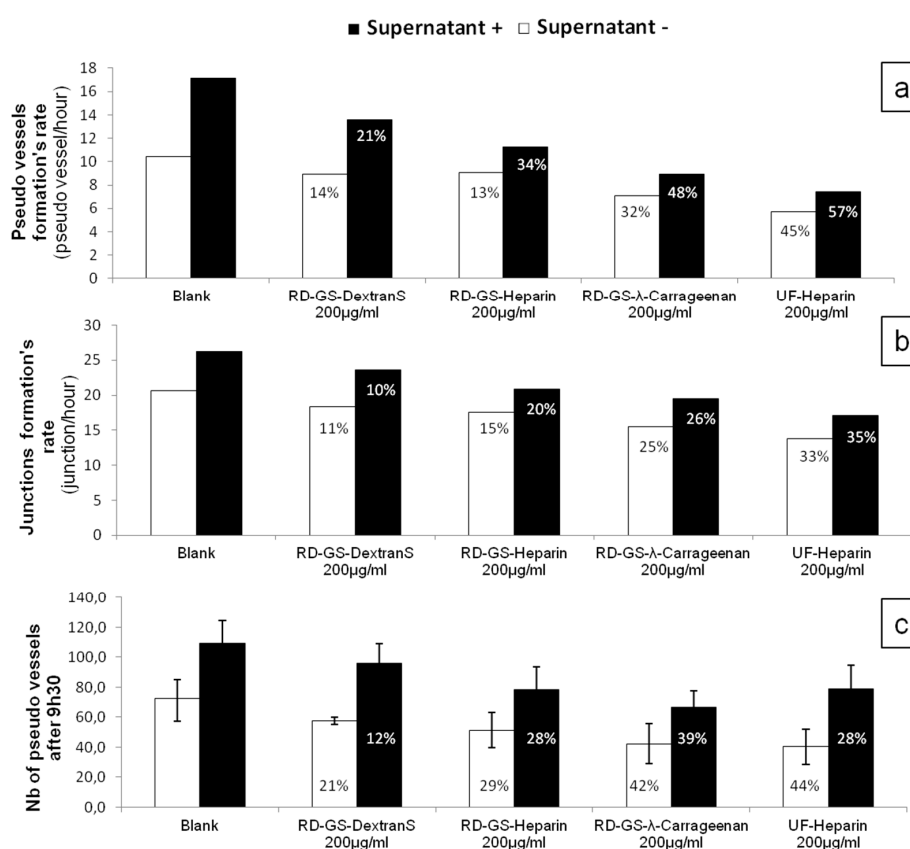 ■ Supernatant + □ Supernatant -
a
Pseudo vessels
formation's rate
(pseudo vessel/hour)
18
16
14
12
10
8
6
4
2
0
21%
34%
48%
57%
14%
13%
32%
45%
Blank
RD-GS-DextranS
200µg/ml
RD-GS-Heparin
200µg/ml
RD-GS-λ-Carrageenan
200µg/ml
UF-Heparin
200µg/ml
b
Junctions formation's
rate
(junction/hour)
30
25
20
15
10
5
0
10%
20%
26%
35%
11%
15%
25%
33%
Blank
RD-GS-DextranS
200µg/ml
RD-GS-Heparin
200µg/ml
RD-GS-λ-Carrageenan
200µg/ml
UF-Heparin
200µg/ml
c
Nb of pseudo vessels
after 9h30
140,0
120,0
100,0
80,0
60,0
40,0
20,0
0,0
12%
28%
39%
28%
21%
29%
42%
44%
Blank
RD-GS-DextranS
200µg/ml
RD-GS-Heparin
200µg/ml
RD-GS-λ-Carrageenan
200µg/ml
UF-Heparin
200µg/ml